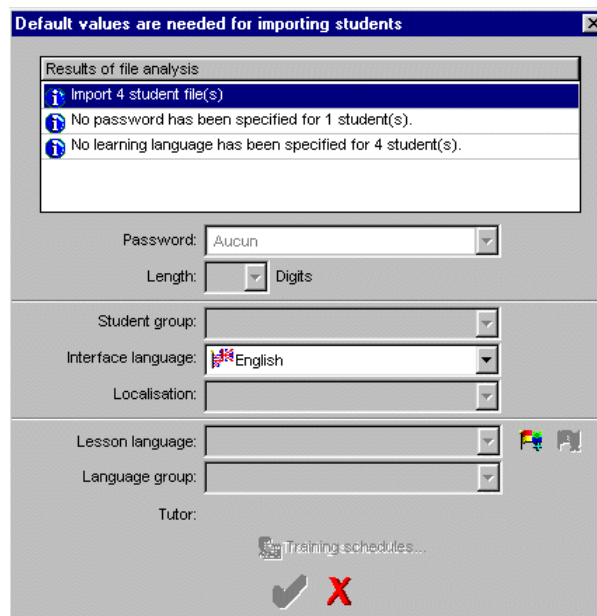 Default values are needed for importing students
Results of file analysis
Import 4 student file(s)
No password has been specified for 1 student(s).
No learning language has been specified for 4 student(s).
Password: Aucun
Length: Digits
Student group:
Interface language: English
Localisation:
Lesson language:
Language group:
Tutor:
Training schedules...